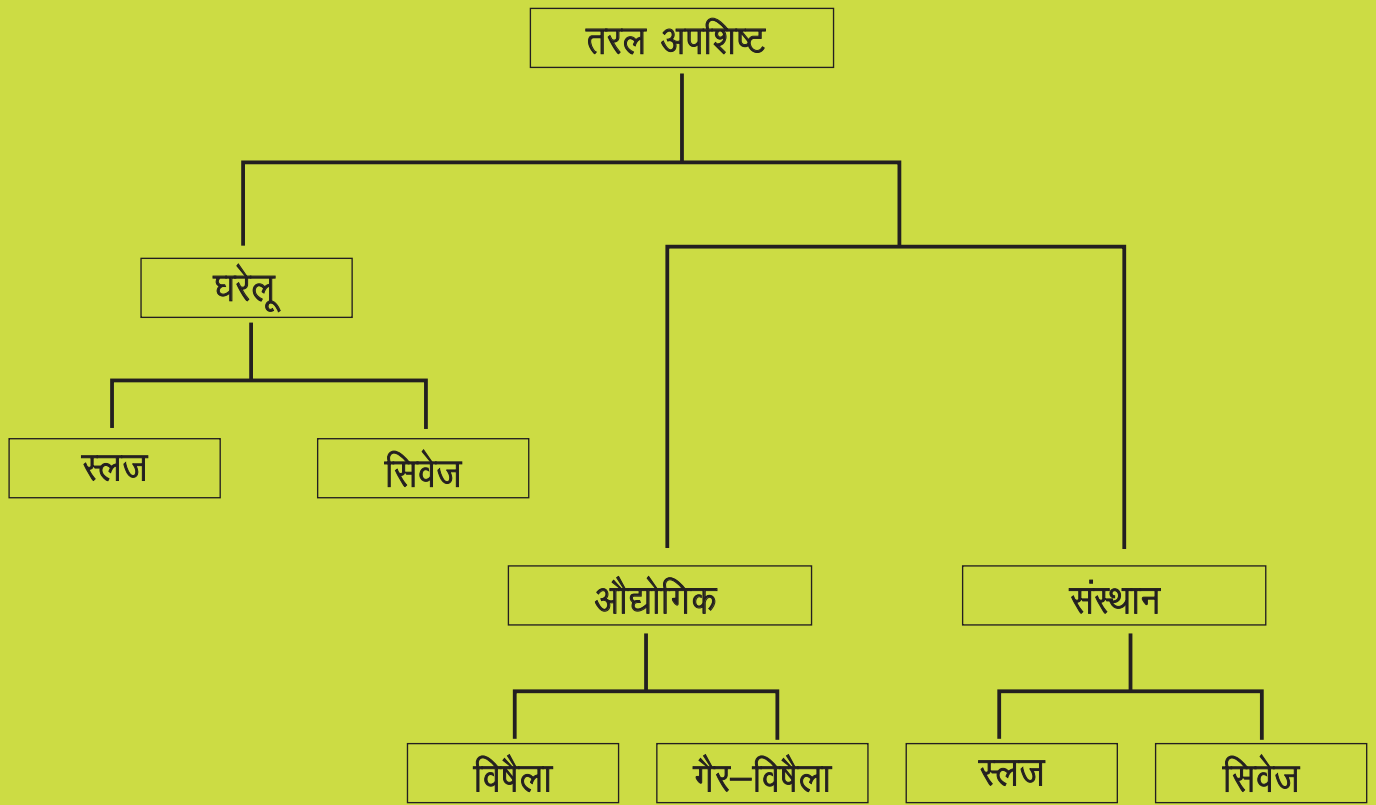 तरल अपशिष्ट
घरेलू
स्लज
सिवेज
औद्योगिक
संस्थान
विषैला
गैर–विषैला
स्लज
सिवेज